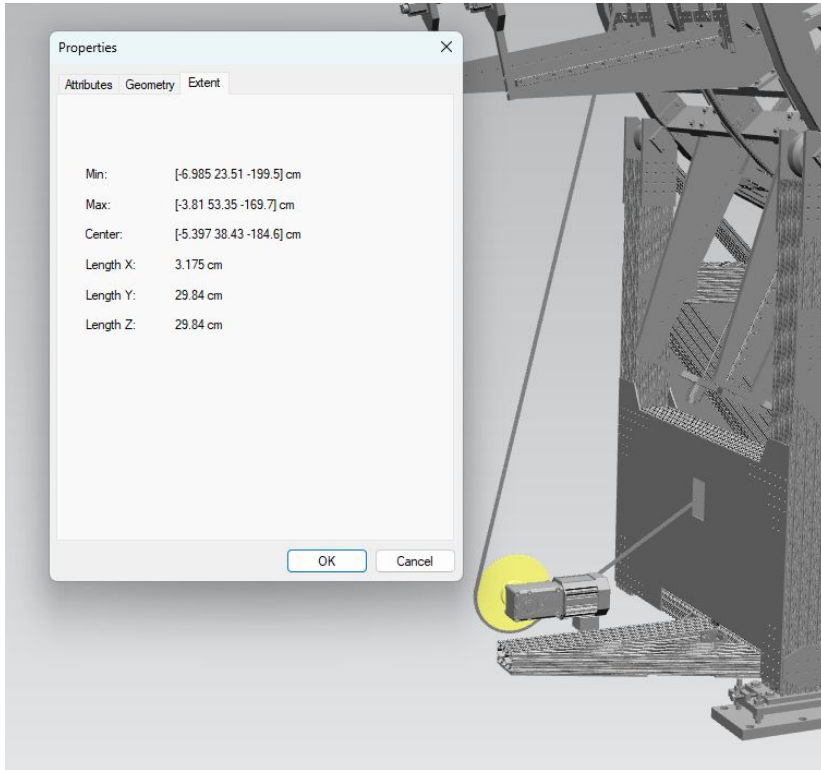 Properties
Attributes Geometry Extent
Min: [-6.985 23.51 -199.5] cm
Max: [-3.81 53.35 -169.7] cm
Center: [-5.397 38.43 -184.6] cm
Length X: 3.175 cm
Length Y: 29.84 cm
Length Z: 29.84 cm
OK Cancel